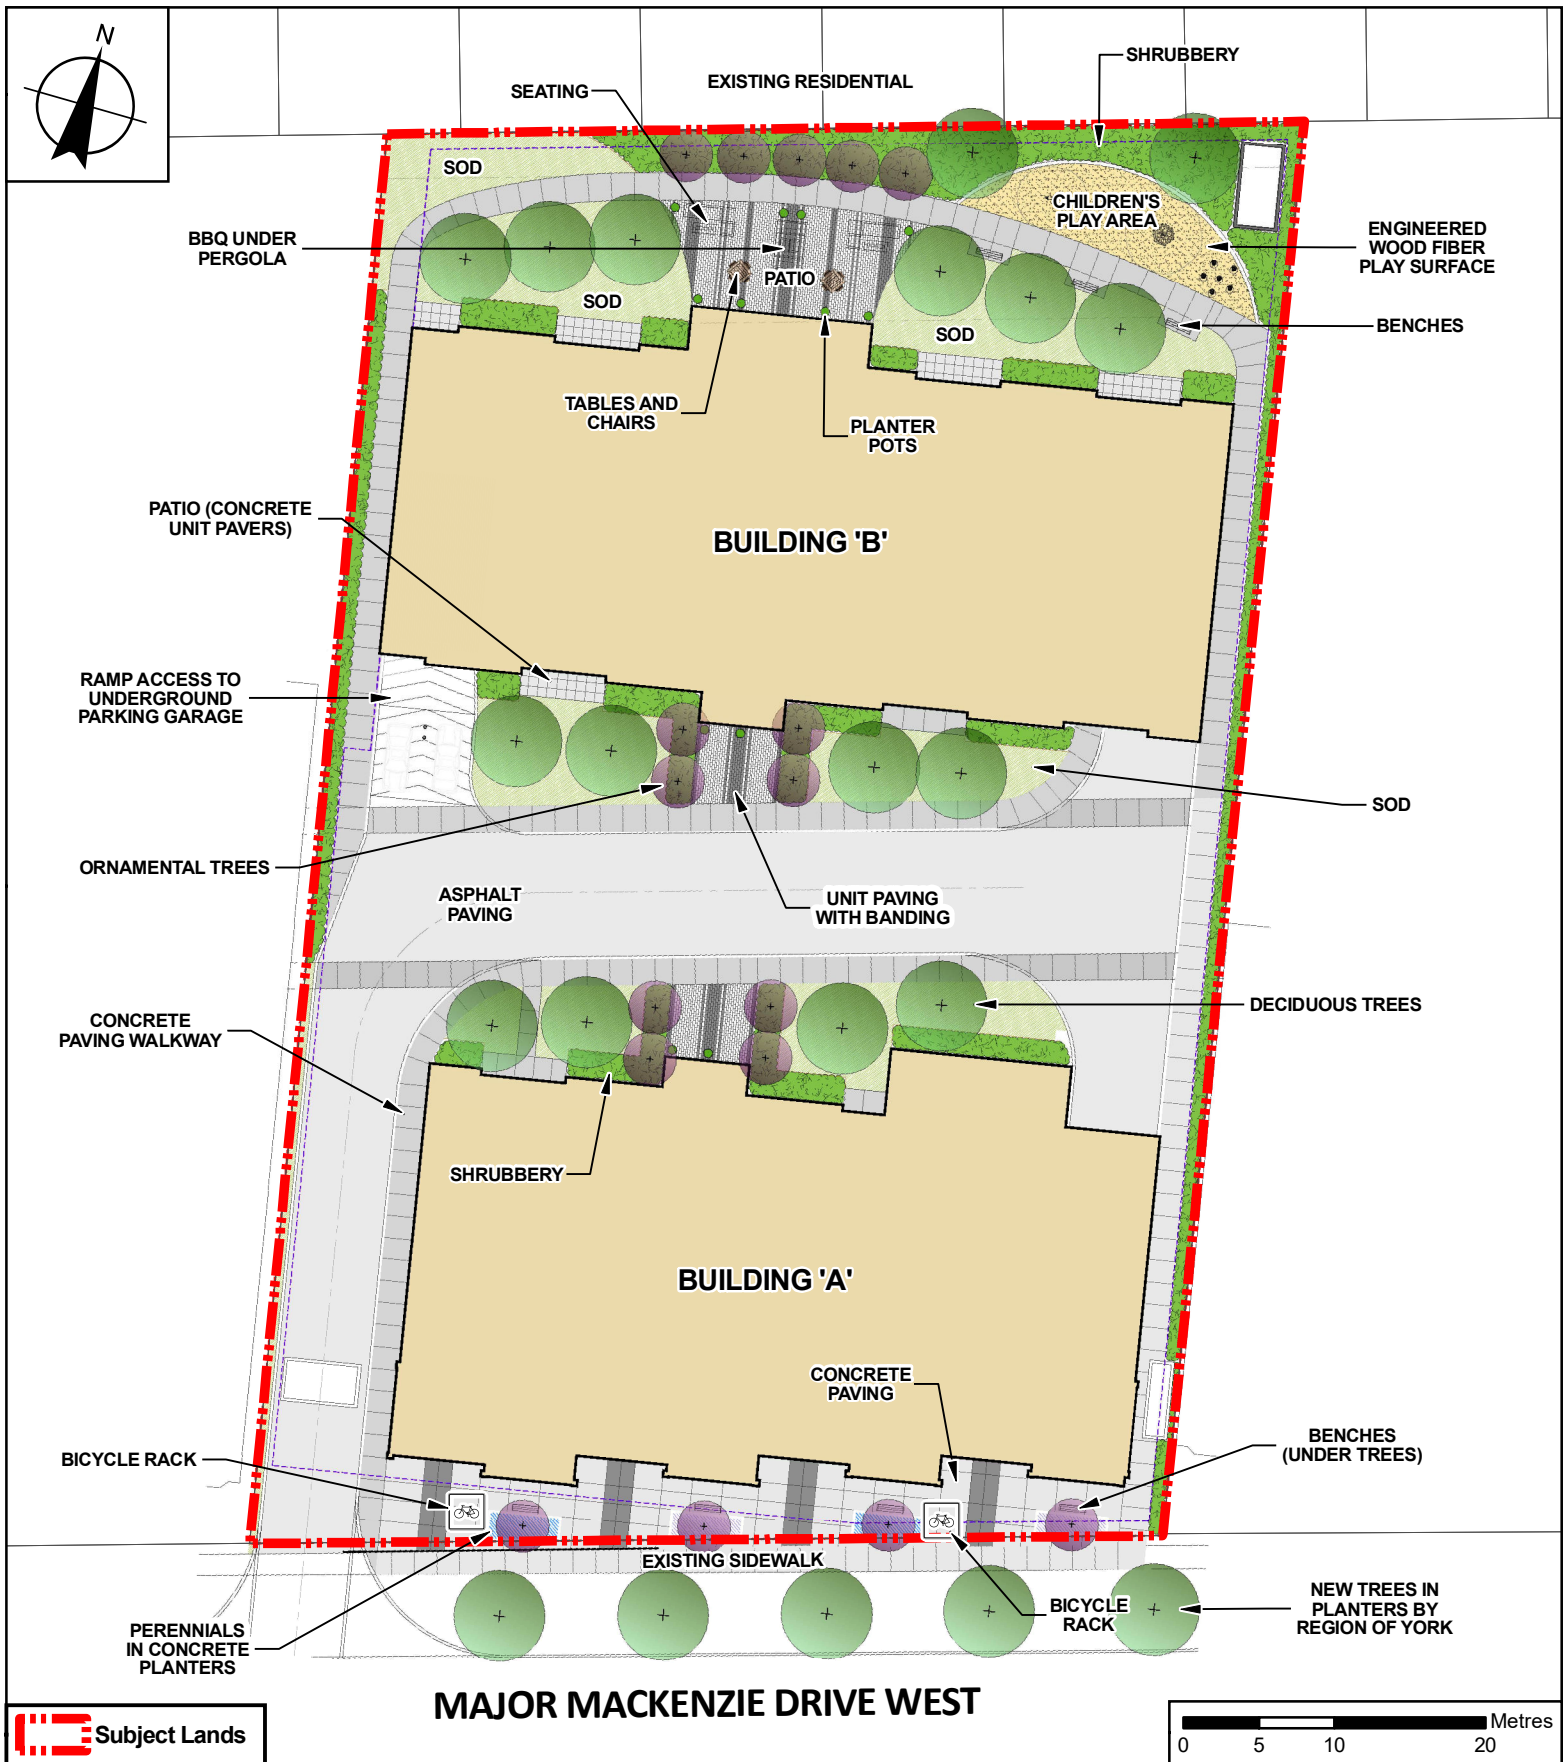 N
SHRUBBERY
EXISTING RESIDENTIAL
SEATING
SOD
CHILDREN'S
PLAY AREA
BBQ UNDER
PERGOLA
ENGINEERED
WOOD FIBER
PLAY SURFACE
PATIO
SOD
BENCHES
SOD
TABLES AND
CHAIRS
PLANTER
POTS
PATIO (CONCRETE
UNIT PAVERS)
BUILDING 'B'
RAMP ACCESS TO
UNDERGROUND
PARKING GARAGE
SOD
ORNAMENTAL TREES
ASPHALT
PAVING
UNIT PAVING
WITH BANDING
DECIDUOUS TREES
CONCRETE
PAVING WALKWAY
SHRUBBERY
BUILDING 'A'
CONCRETE
PAVING
BENCHES
(UNDER TREES)
BICYCLE RACK
EXISTING SIDEWALK
NEW TREES IN
PLANTERS BY
REGION OF YORK
BICYCLE
RACK
PERENNIALS
IN CONCRETE
PLANTERS
MAJOR MACKENZIE DRIVE WEST
Subject Lands
Metres
0 5 10 20